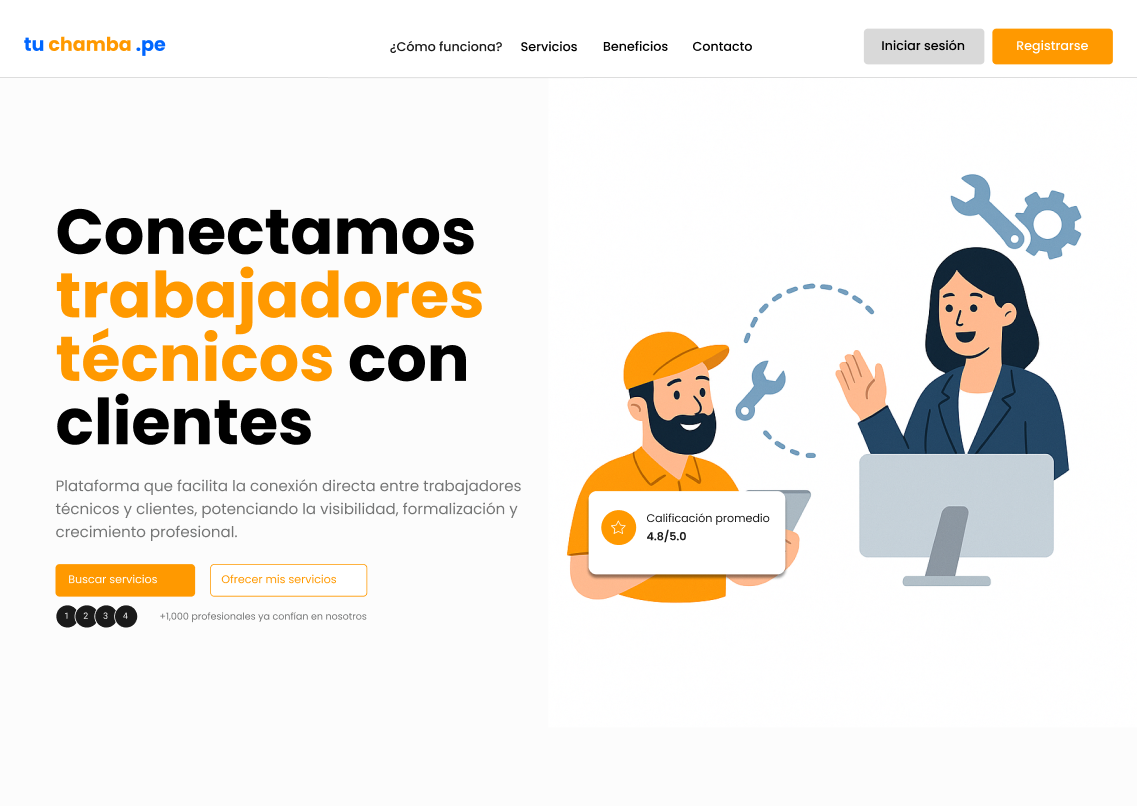 tu chamba .pe
¿Cómo funciona?
Servicios
Beneficios
Contacto
Iniciar sesión
Registrarse
Conectamos
trabajadores
técnicos con
clientes
Plataforma que facilita la conexión directa entre trabajadores
técnicos y clientes, potenciando la visibilidad, formalización y
crecimiento profesional.
Buscar servicios
Ofrecer mis servicios
1 2 3 4
+1,000 profesionales ya confían en nosotros
Calificación promedio
4.8/5.0